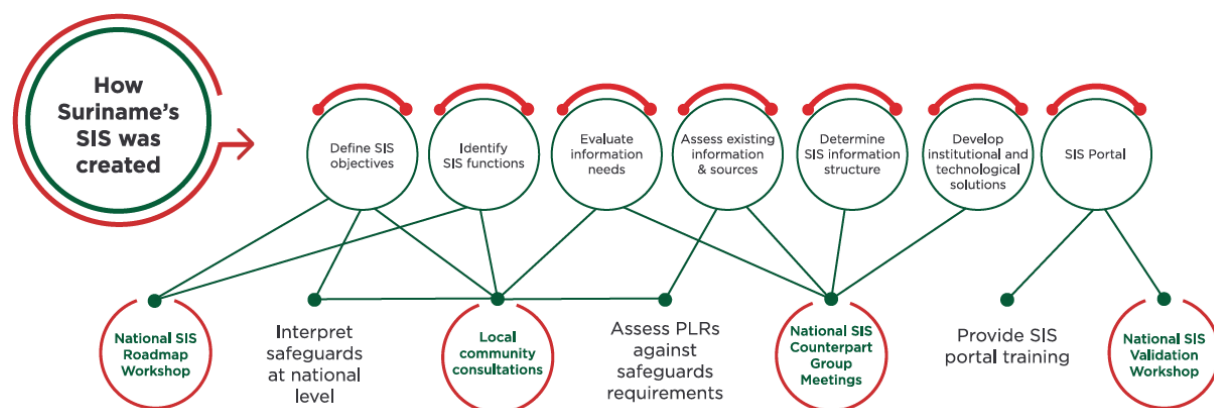 How
Suriname's
SIS was
created
Define SIS
objectives
Identify
SIS functions
Evaluate
information
needs
Assess existing
information
& sources
Determine
SIS information
structure
Develop
institutional and
technological
solutions
SIS Portal
National SIS
Roadmap
Workshop
Interpret
safeguards
at national
level
Local
community
consultations
Assess PLRs
against
safeguards
requirements
National SIS
Counterpart
Group
Meetings
Provide SIS
portal training
National SIS
Validation
Workshop